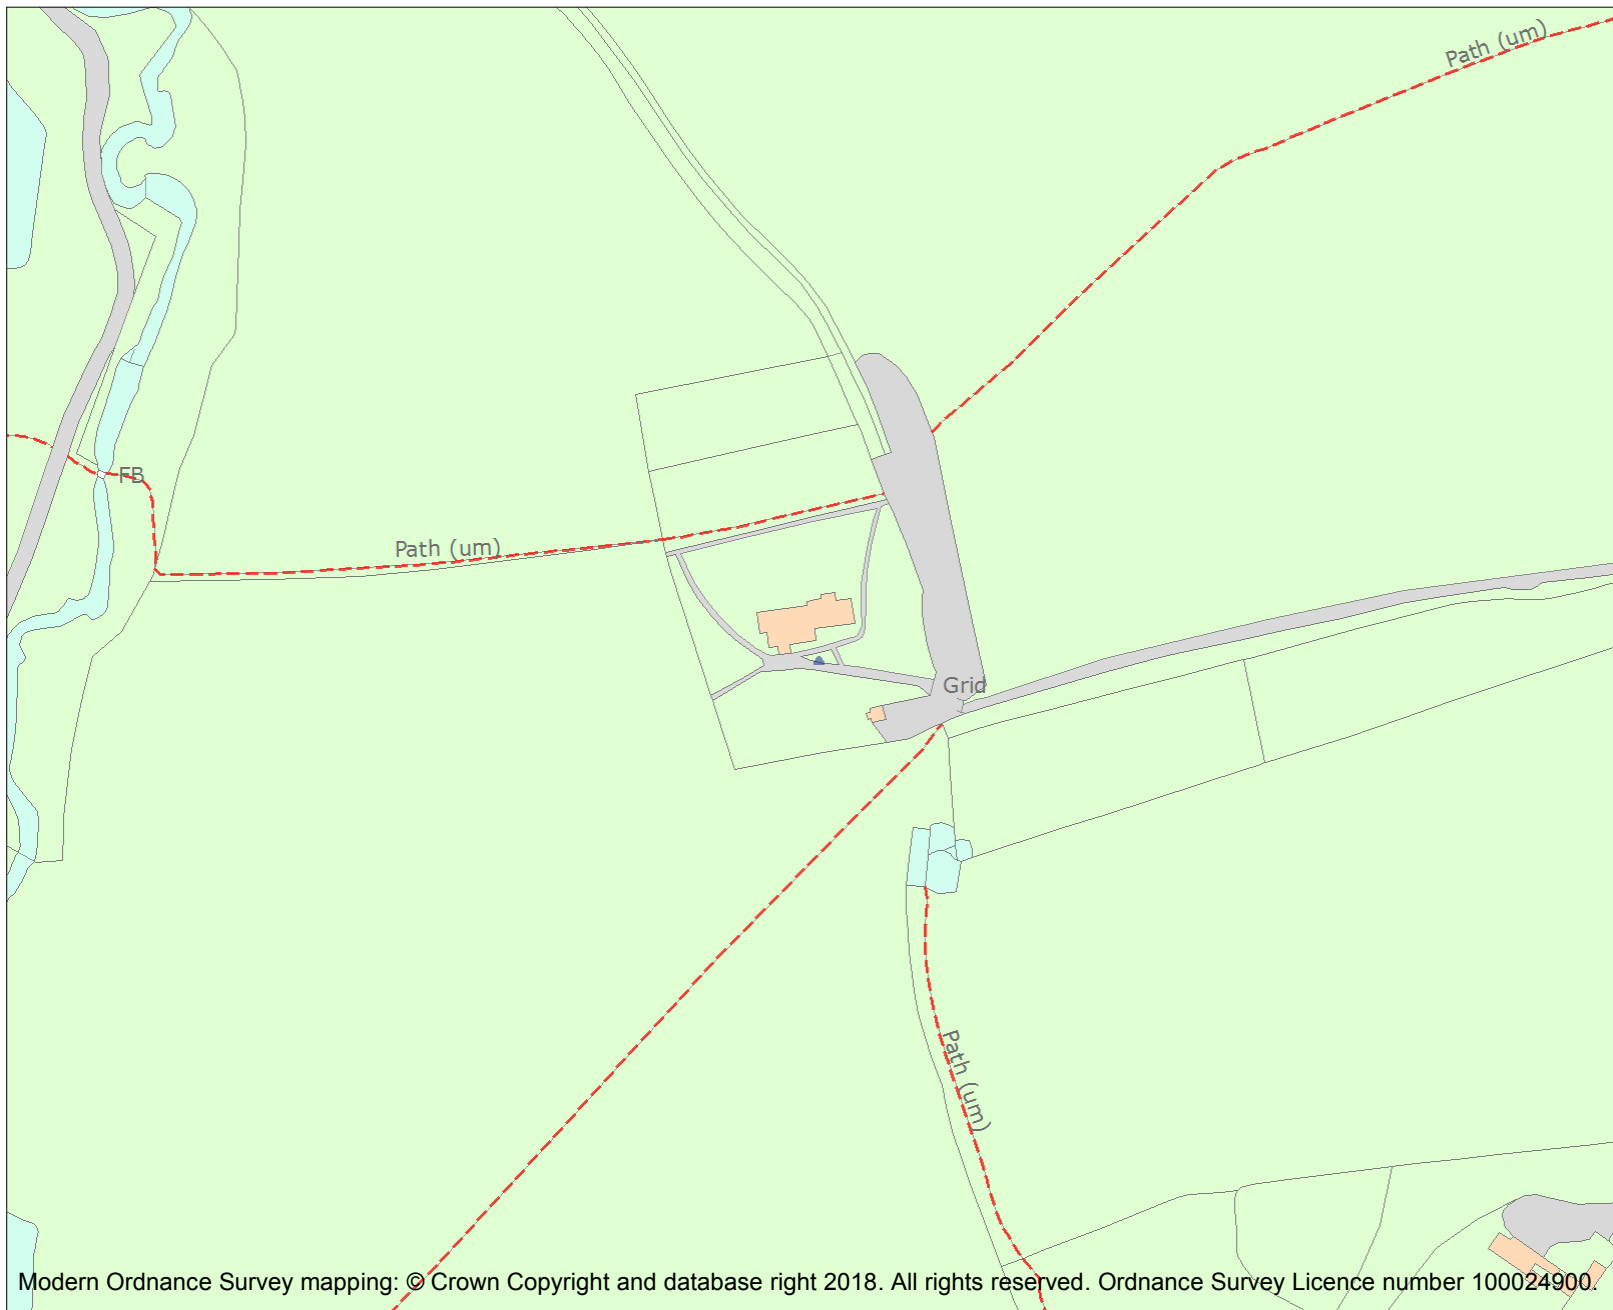 Path (um)
FB
Path (um)
Grid
Path (um)
Modern Ordnance Survey mapping: © Crown Copyright and database right 2018. All rights reserved. Ordnance Survey Licence number 100024900.